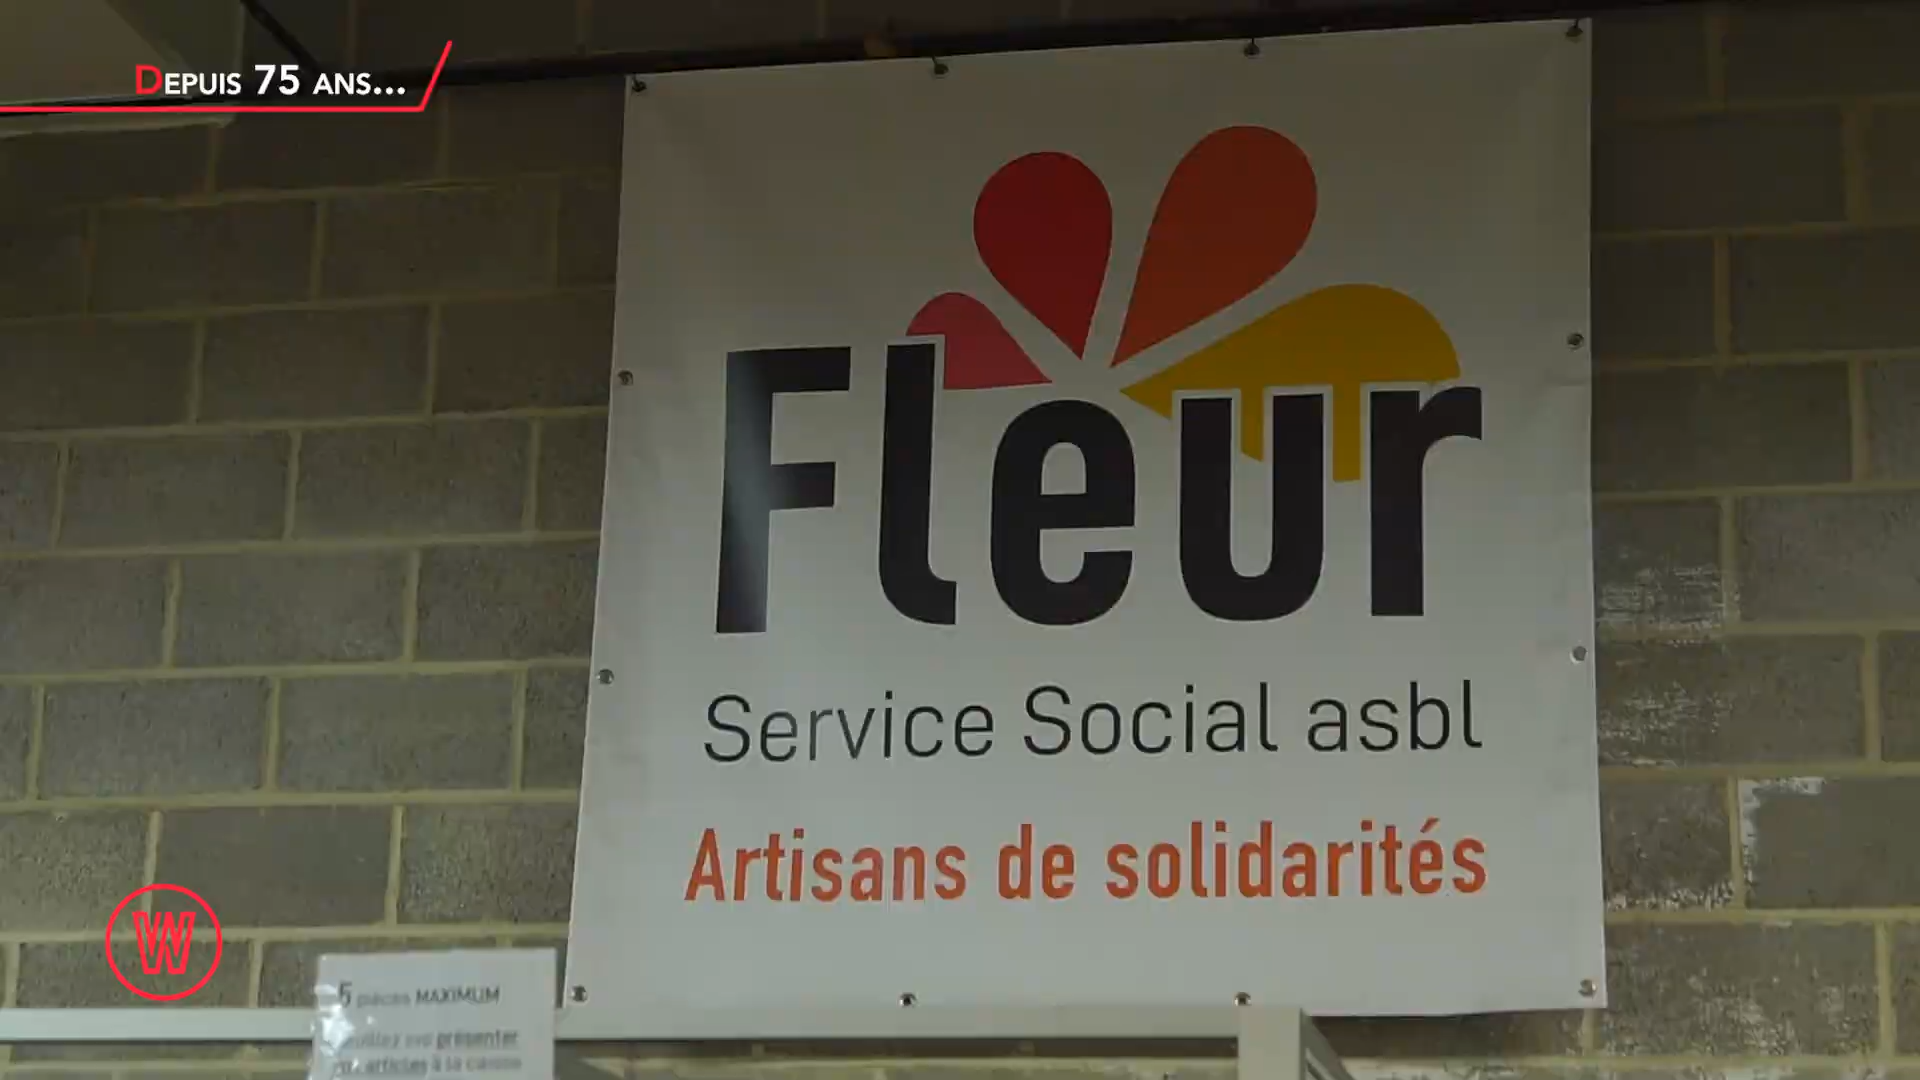 DEPUIS 75 ANS...
Fleur
Service Social asbl
Artisans de solidarités
W
5 pièces MAXIMUM
présenter
articles à la caisse